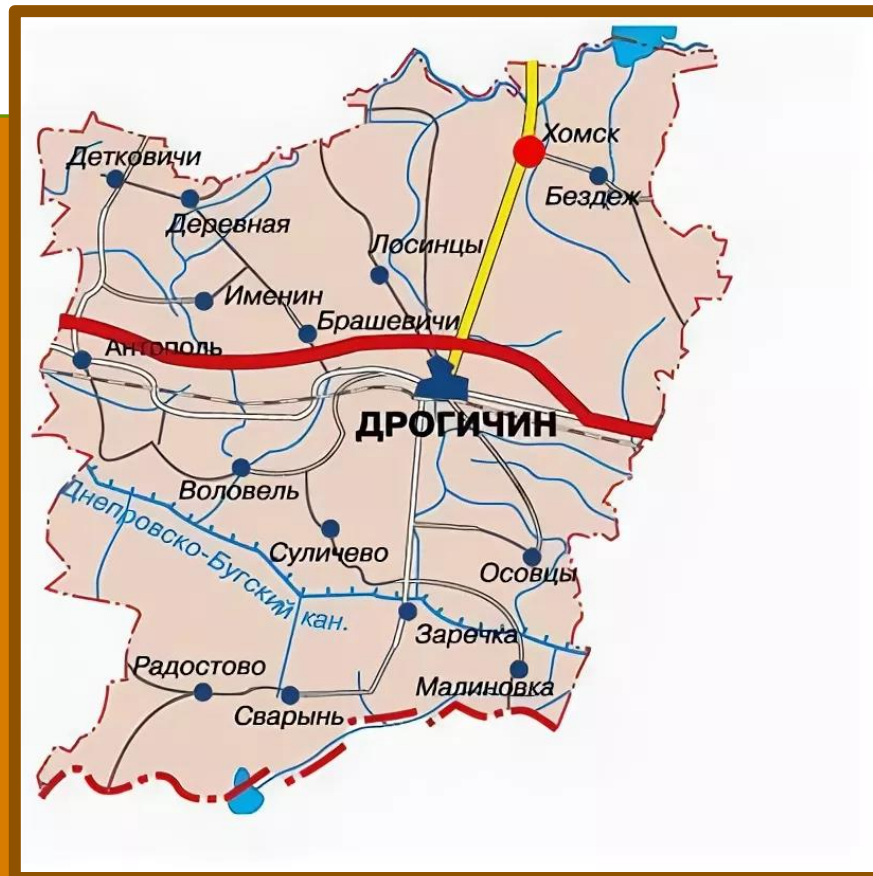 Хомск
Детковичи
Бездеж
Деревная
Лосинцы
Именин
Брашевичи
Антополь
ДРОГИЧИН
Воловель
Днепровско-Бугский кан.
Суличево
Осовцы
Заречка
Радостово
Малиновка
Сварынь